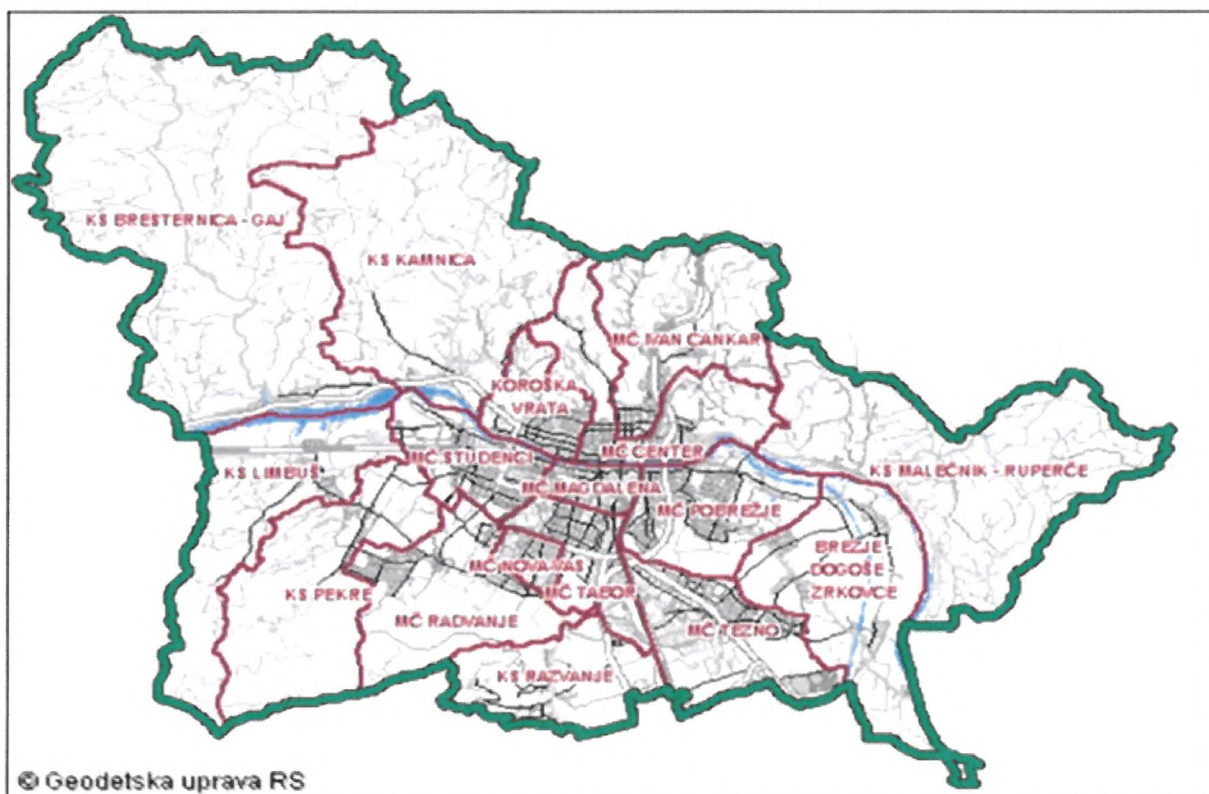 KS BRESTERNICA - GAJ
KS KAMNICA
MČ IVAN CANKAR
KOROŠKA
VRATA
MČ CENTER
MČ STUDENCI
KS LIMBUŠ
KS MALEČNIK - RUPERČE
MČ MAGDALENA
MČ POBREŽJE
BREZJE
DOGOŠE
ZRKOVCE
MČ NOVA VAS
KS PEKRE
MČ TABOR
MČ RADVANJE
MČ TEZNO
KS RAZVANJE
© Geodetska uprava RS